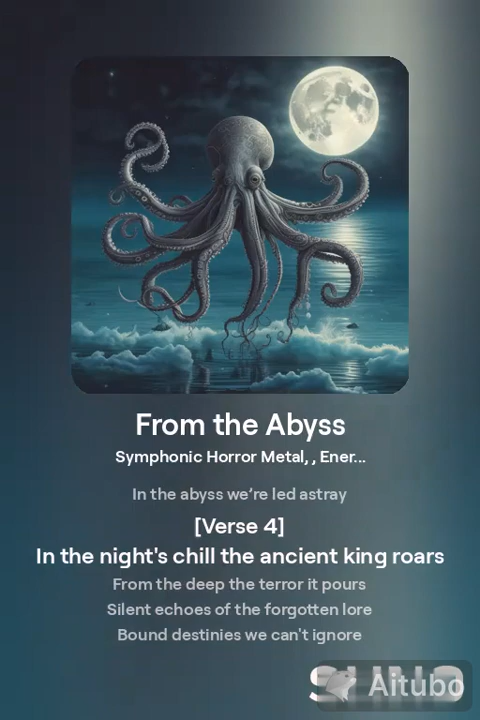 From the Abyss
Symphonic Horror Metal, , Ener...
In the abyss we're led astray
[Verse 4]
In the night's chill the ancient king roars
From the deep the terror it pours
Silent echoes of the forgotten lore
Bound destinies we can't ignore
Aitubo